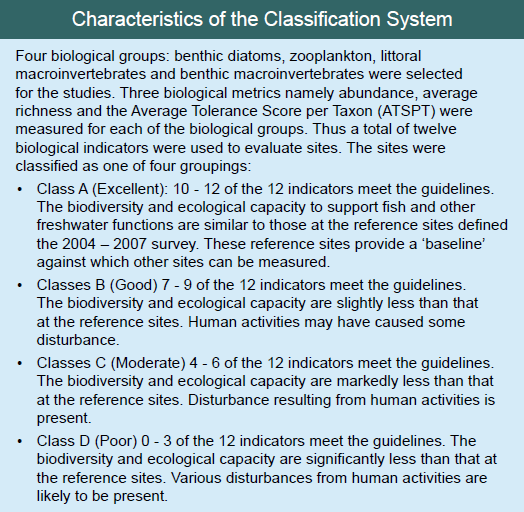 Characteristics of the Classification System
Four biological groups: benthic diatoms, zooplankton, littoral
macroinvertebrates and benthic macroinvertebrates were selected
for the studies. Three biological metrics namely abundance, average
richness and the Average Tolerance Score per Taxon (ATSPT) were
measured for each of the biological groups. Thus a total of twelve
biological indicators were used to evaluate sites. The sites were
classified as one of four groupings:
• Class A (Excellent): 10 - 12 of the 12 indicators meet the guidelines.
The biodiversity and ecological capacity to support fish and other
freshwater functions are similar to those at the reference sites defined
the 2004 – 2007 survey. These reference sites provide a ‘baseline’
against which other sites can be measured.
• Classes B (Good) 7 - 9 of the 12 indicators meet the guidelines.
The biodiversity and ecological capacity are slightly less than that
at the reference sites. Human activities may have caused some
disturbance.
• Classes C (Moderate) 4 - 6 of the 12 indicators meet the guidelines.
The biodiversity and ecological capacity are markedly less than that
at the reference sites. Disturbance resulting from human activities is
present.
• Class D (Poor) 0 - 3 of the 12 indicators meet the guidelines. The
biodiversity and ecological capacity are significantly less than that at
the reference sites. Various disturbances from human activities are
likely to be present.